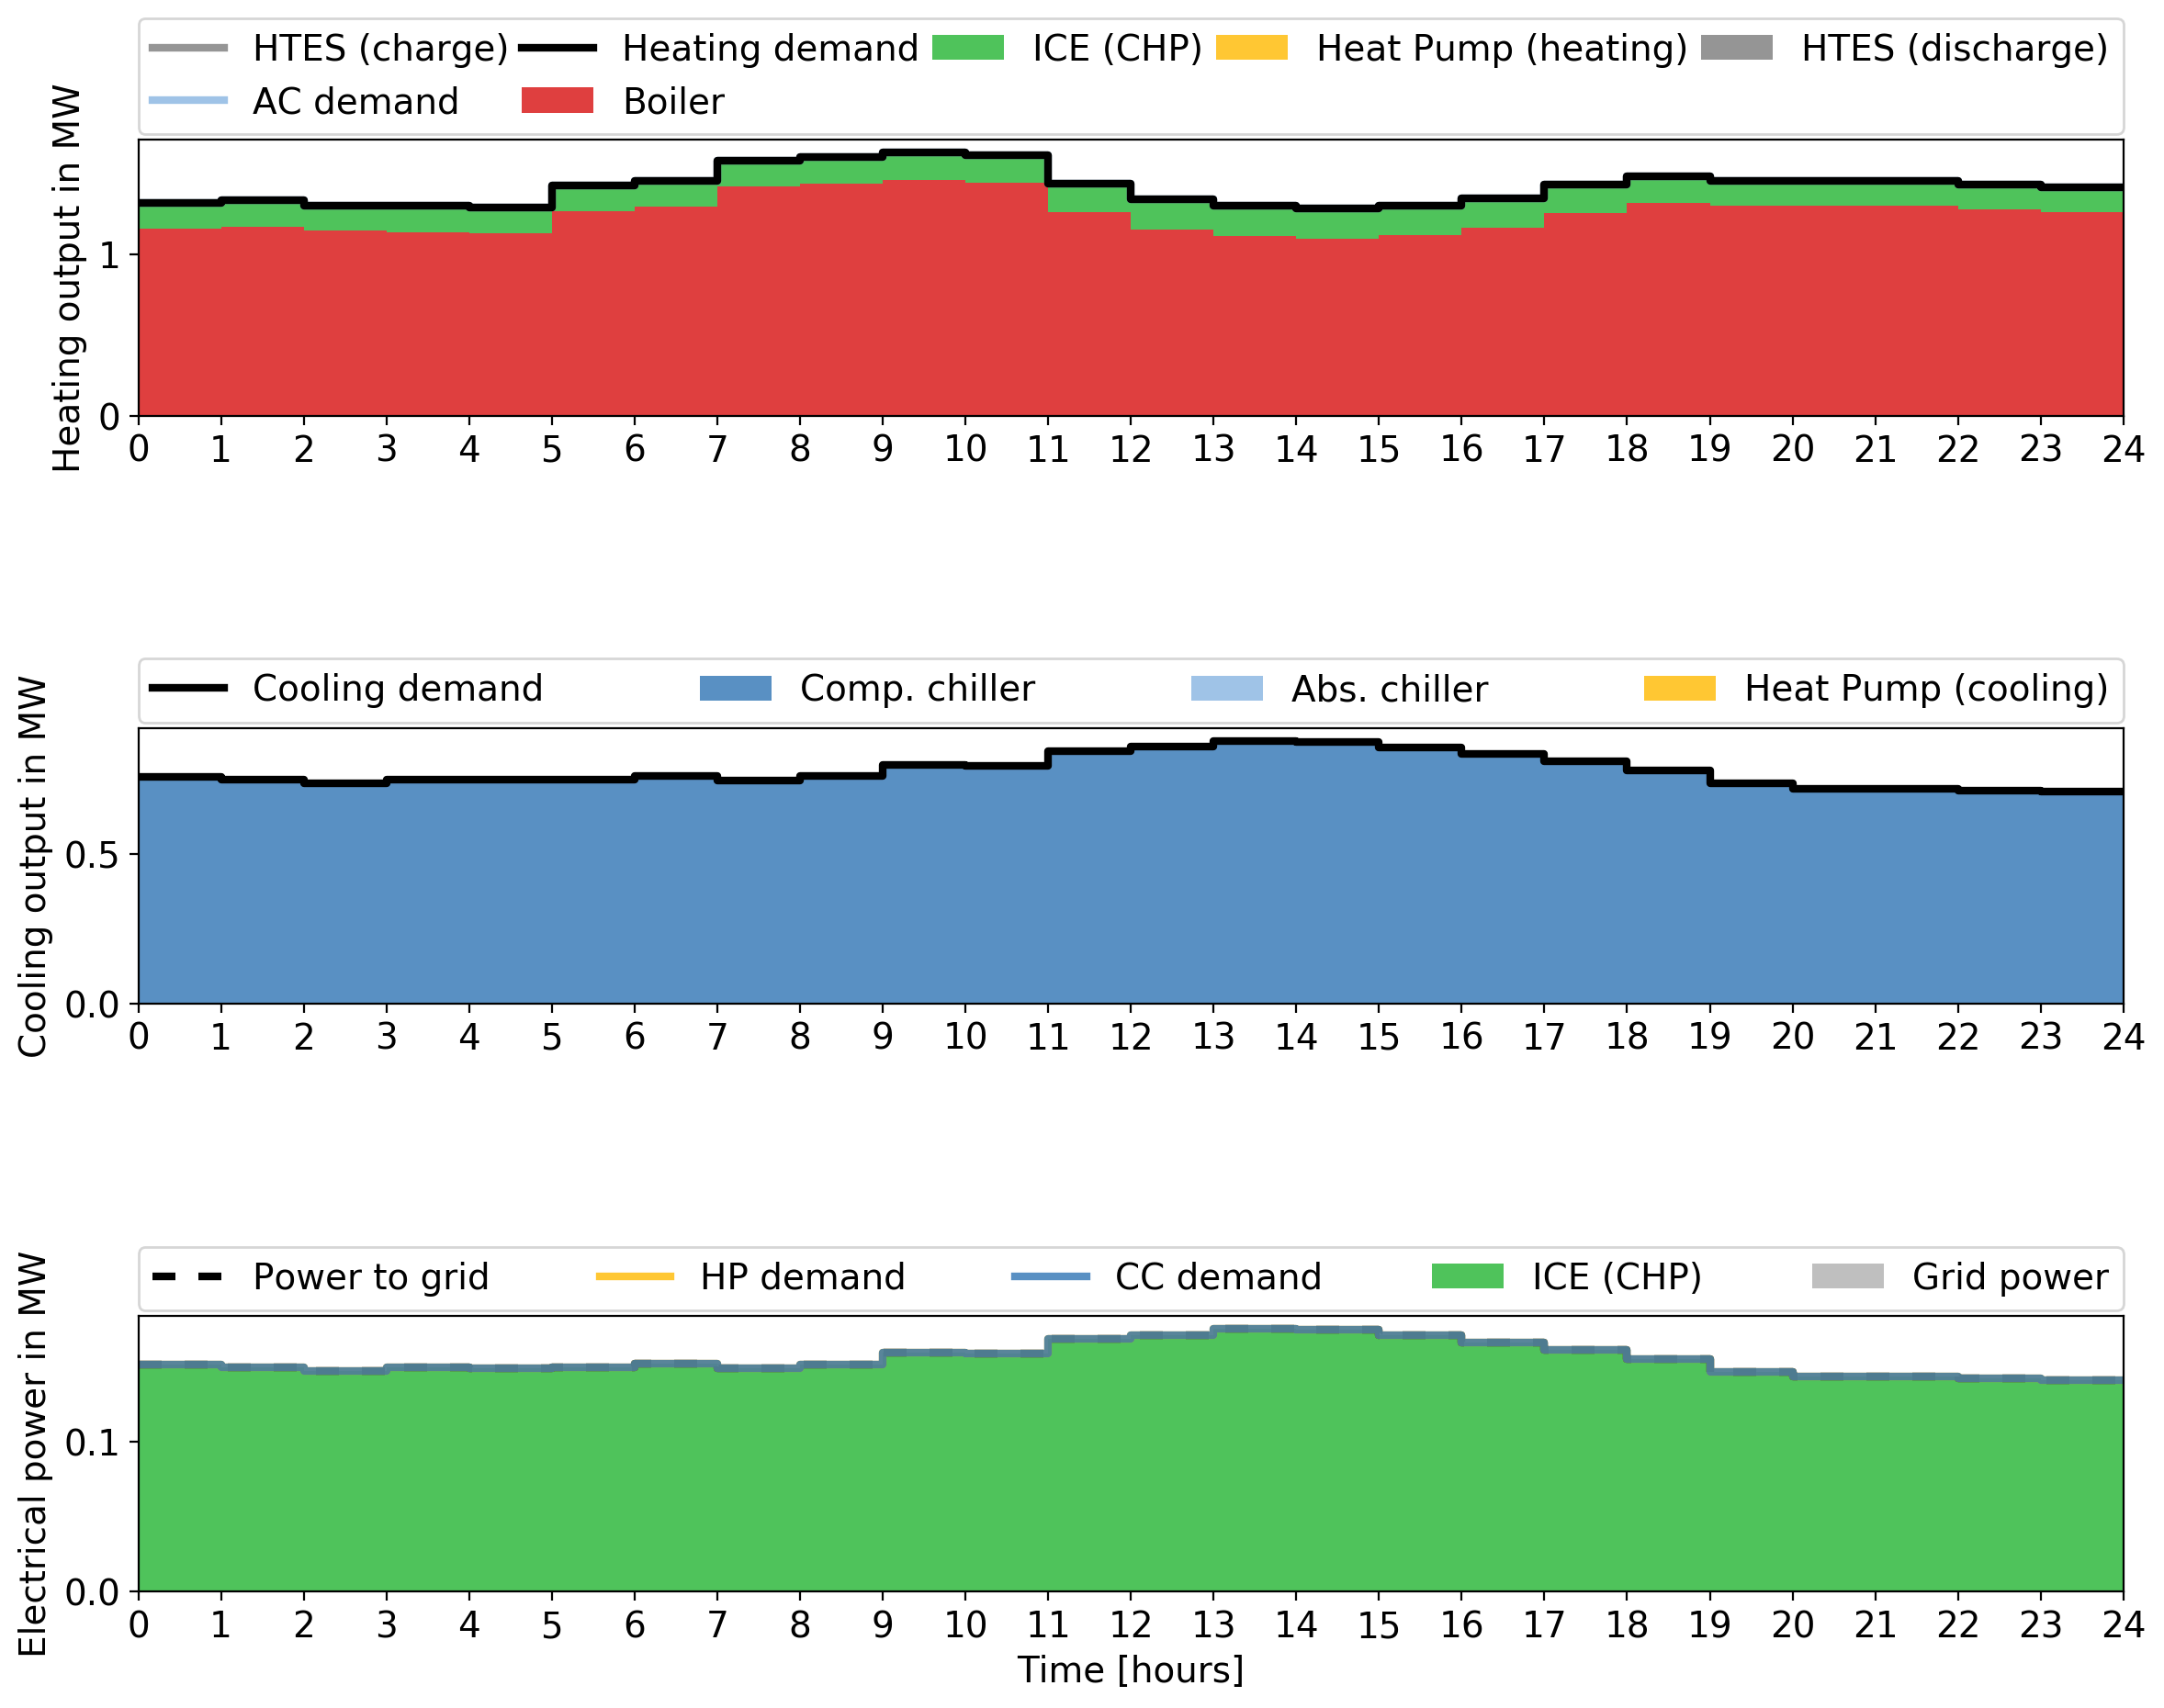 HTES (charge) Heating demand ICE (CHP) Heat Pump (heating) HTES (discharge)
AC demand Boiler
Heating output in MW
1
0
0 1 2 3 4 5 6 7 8 9 10 11 12 13 14 15 16 17 18 19 20 21 22 23 24
Cooling demand Comp. chiller Abs. chiller Heat Pump (cooling)
Cooling output in MW
0.5
0.0
0 1 2 3 4 5 6 7 8 9 10 11 12 13 14 15 16 17 18 19 20 21 22 23 24
Power to grid HP demand CC demand ICE (CHP) Grid power
Electrical power in MW
0.1
0.0
0 1 2 3 4 5 6 7 8 9 10 11 12 13 14 15 16 17 18 19 20 21 22 23 24
Time [hours]